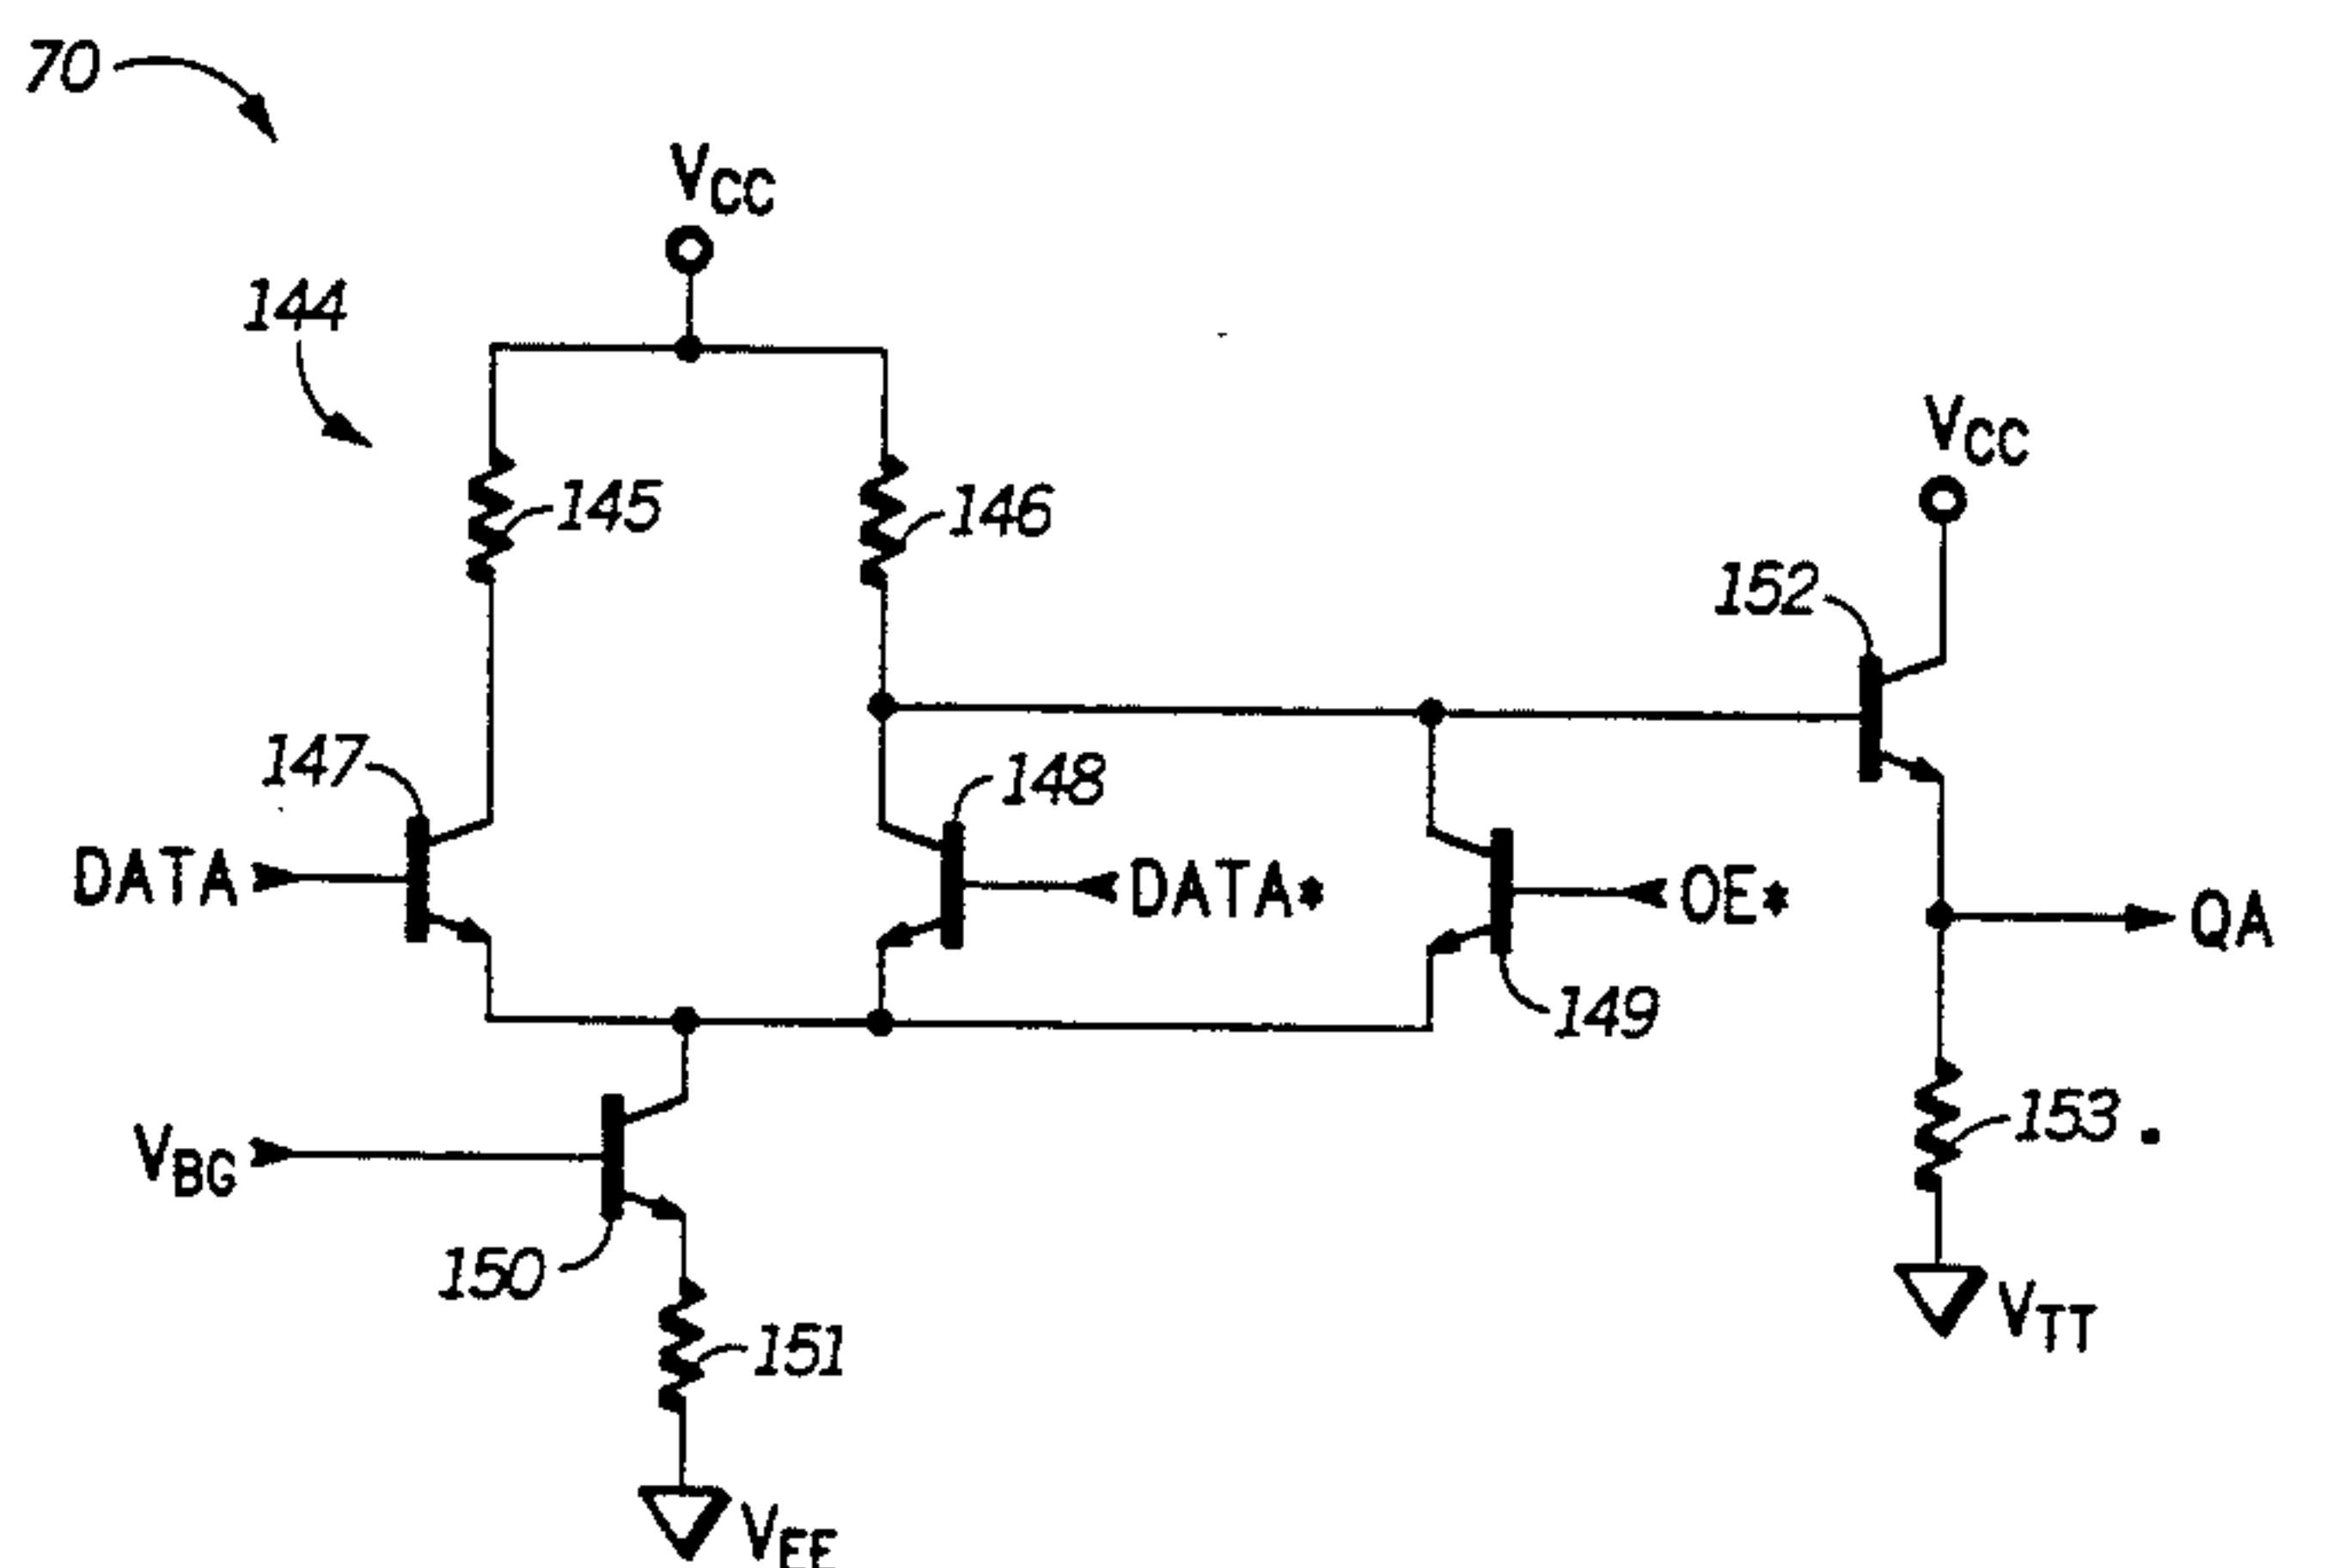 70
VCC
144
VCC
145
146
152
147
148
DATA
DATA*
OE*
QA
149
VBG
153
150
151
VTT
VEE